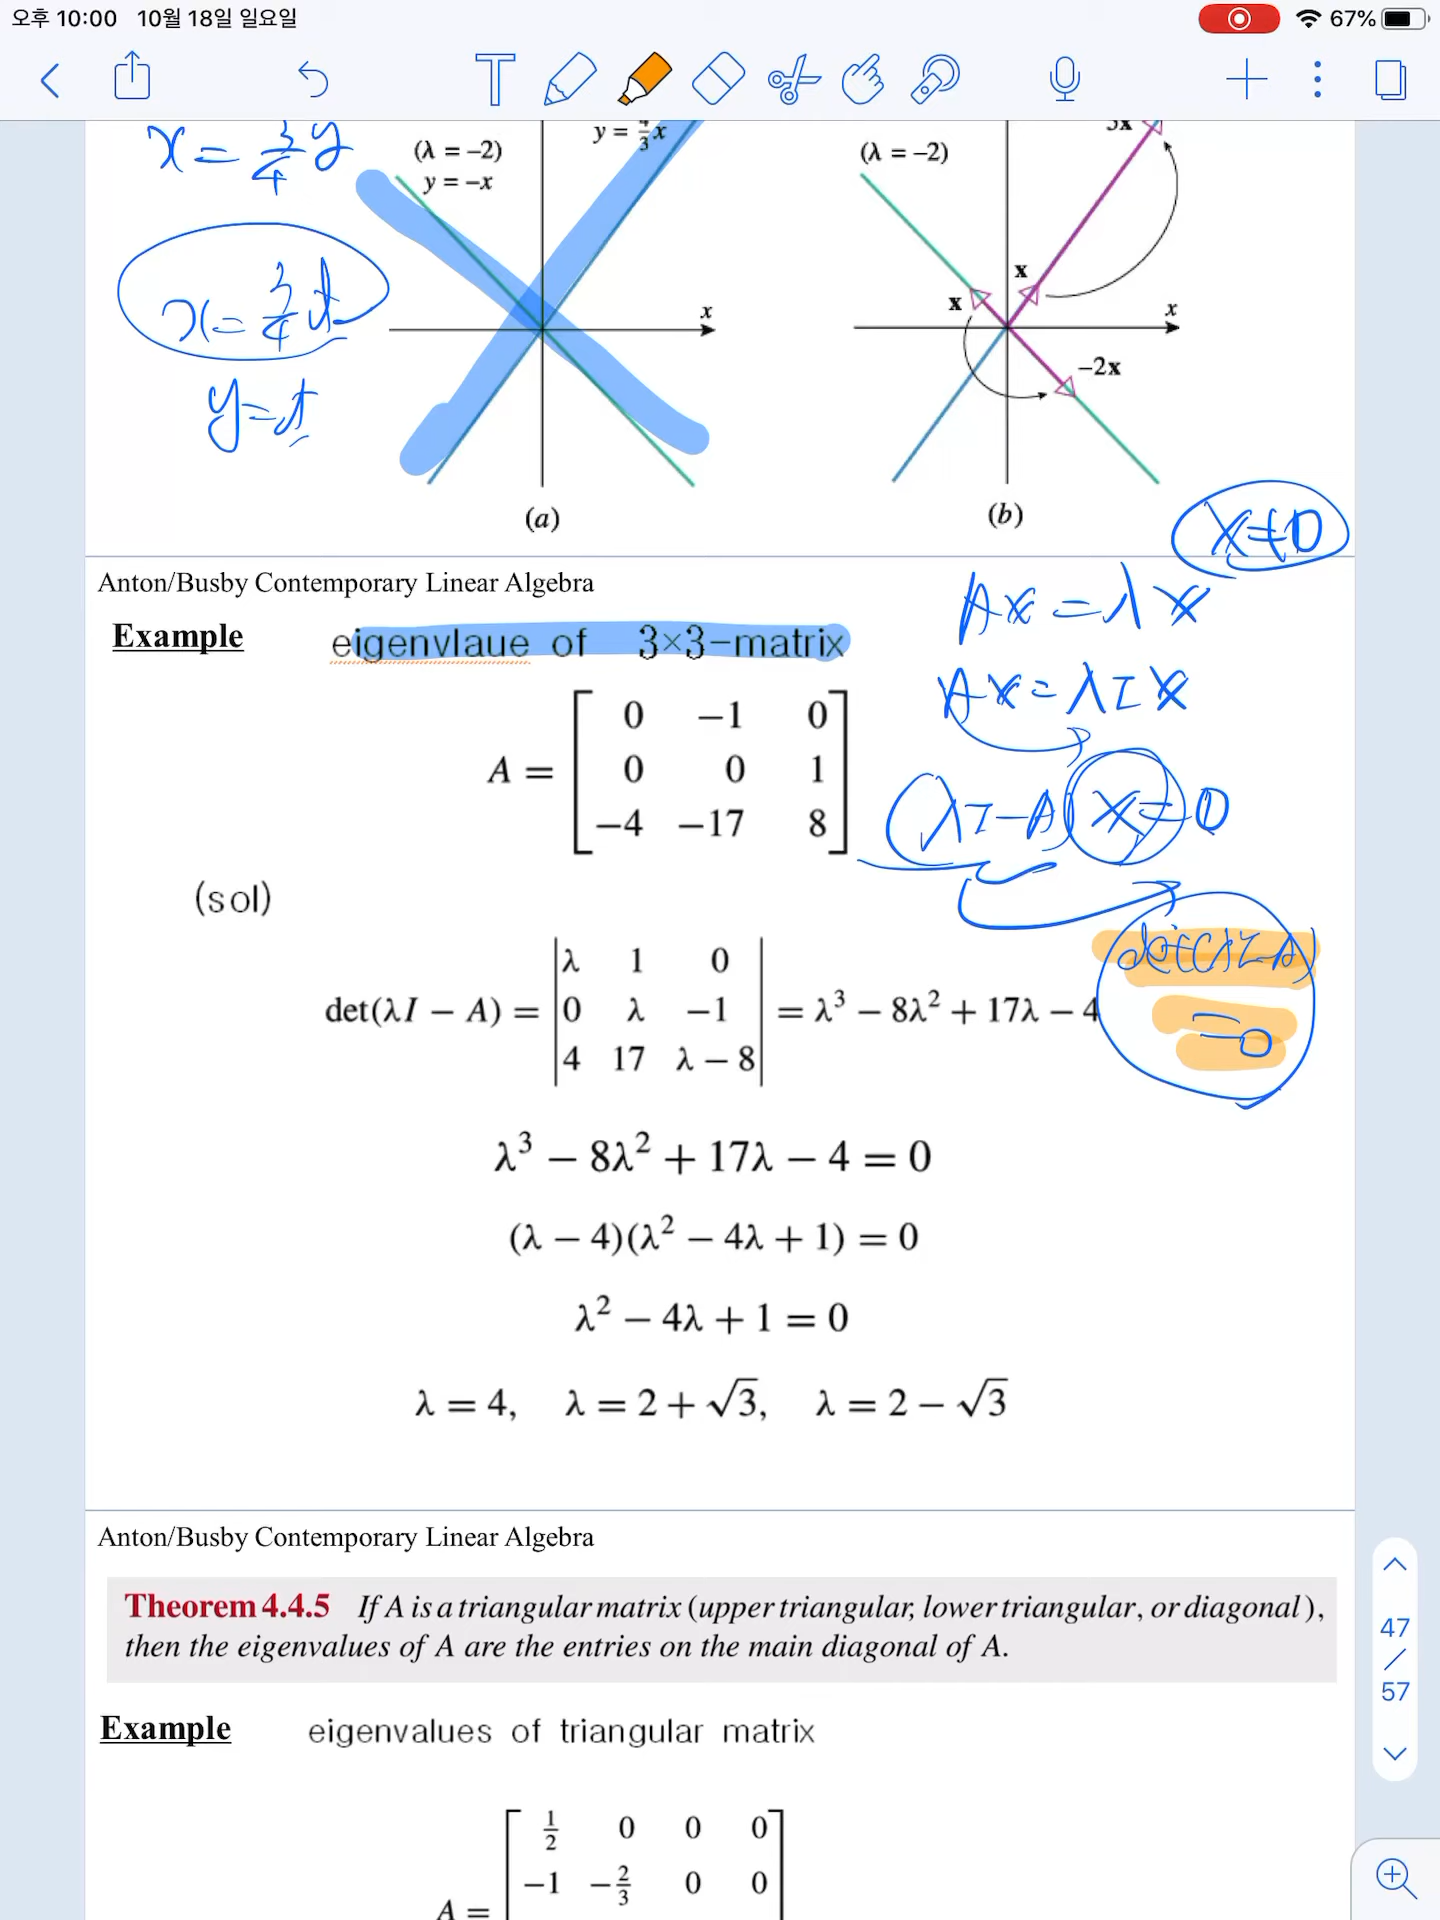 오후 10:00 10월 18일 일요일
67%
x = 3/4 y
(λ = −2)
y = −x
y = 4/3 x
(λ = −2)
x = 3/4 t
y = t
x
x
x
x
−2x
(a)
(b)
x ≠ 0
Anton/Busby Contemporary Linear Algebra
Example eigenvlaue of 3×3-matrix
Ax = λx
Ax = λIx
A = [ 0 −1 0
0 0 1
−4 −17 8 ]
(λI − A) x = 0
(sol)
det(λI − A) = | λ 1 0
0 λ −1
4 17 λ − 8 | = λ³ − 8λ² + 17λ − 4
det(λI − A)
= 0
λ³ − 8λ² + 17λ − 4 = 0
(λ − 4)(λ² − 4λ + 1) = 0
λ² − 4λ + 1 = 0
λ = 4, λ = 2 + √3, λ = 2 − √3
Anton/Busby Contemporary Linear Algebra
Theorem 4.4.5 If A is a triangular matrix (upper triangular, lower triangular, or diagonal),
then the eigenvalues of A are the entries on the main diagonal of A.
Example eigenvalues of triangular matrix
A = [ 1/2 0 0 0
−1 −2/3 0 0
47
/
57